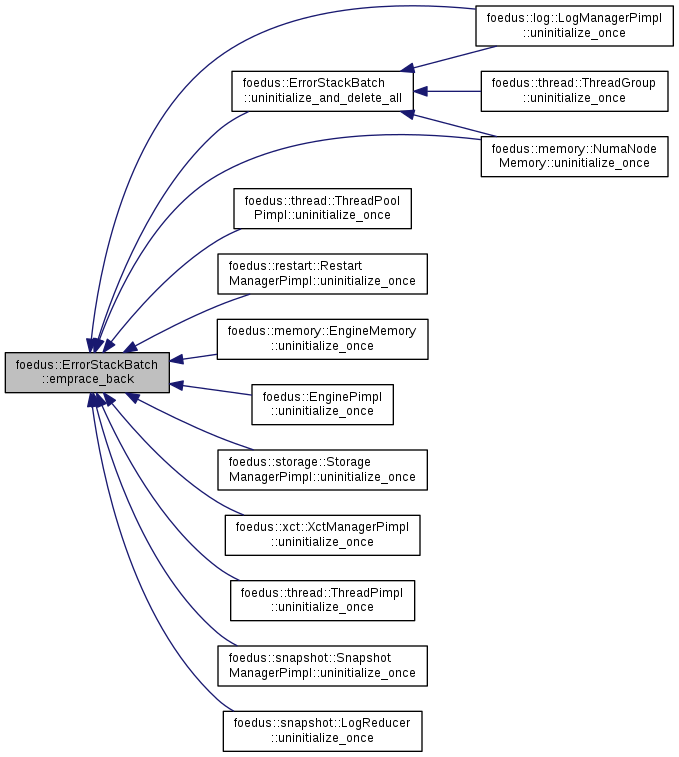 foedus::log::LogManagerPimpl
::uninitialize_once
foedus::ErrorStackBatch
::uninitialize_and_delete_all
foedus::thread::ThreadGroup
::uninitialize_once
foedus::memory::NumaNode
Memory::uninitialize_once
foedus::thread::ThreadPool
Pimpl::uninitialize_once
foedus::restart::Restart
ManagerPimpl::uninitialize_once
foedus::memory::EngineMemory
::uninitialize_once
foedus::ErrorStackBatch
::emprace_back
foedus::EnginePimpl
::uninitialize_once
foedus::storage::Storage
ManagerPimpl::uninitialize_once
foedus::xct::XctManagerPimpl
::uninitialize_once
foedus::thread::ThreadPimpl
::uninitialize_once
foedus::snapshot::Snapshot
ManagerPimpl::uninitialize_once
foedus::snapshot::LogReducer
::uninitialize_once